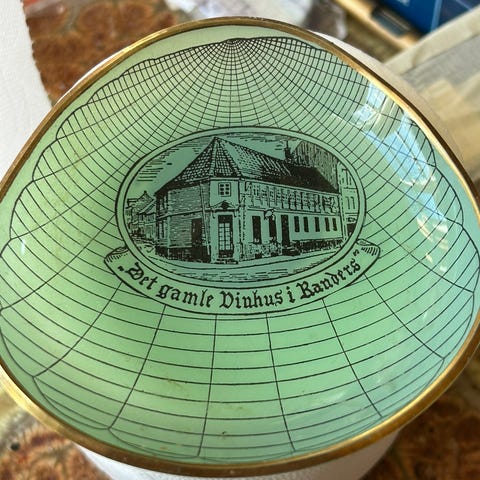 „Det gamle Vinhus i Randers”